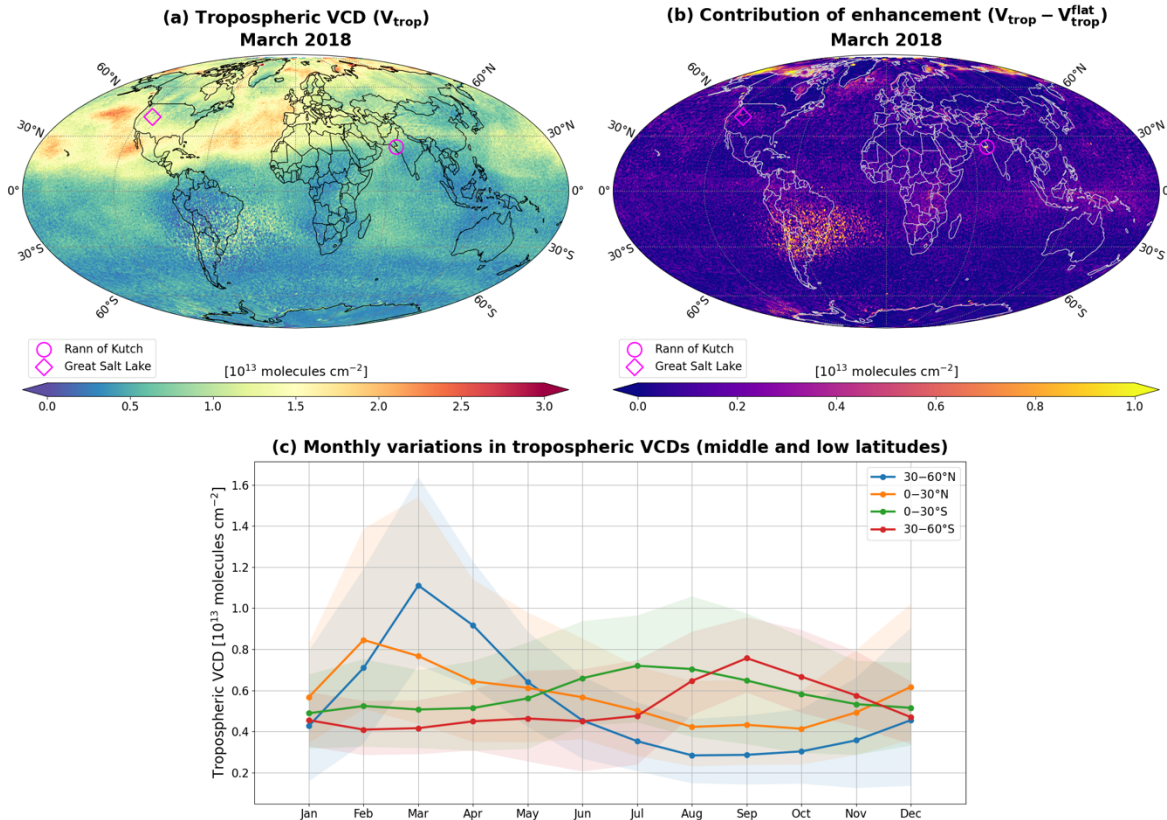 (a) Tropospheric VCD (V_trop)
March 2018
60°N
60°N
30°N
30°N
0°
0°
30°S
30°S
60°S
60°S
Rann of Kutch
Great Salt Lake
[10¹³ molecules cm⁻²]
0.0 0.5 1.0 1.5 2.0 2.5 3.0
(b) Contribution of enhancement (V_trop − V_trop^flat)
March 2018
60°N
60°N
30°N
30°N
0°
0°
30°S
30°S
60°S
60°S
Rann of Kutch
Great Salt Lake
[10¹³ molecules cm⁻²]
0.0 0.2 0.4 0.6 0.8 1.0
(c) Monthly variations in tropospheric VCDs (middle and low latitudes)
Tropospheric VCD [10¹³ molecules cm⁻²]
1.6
1.4
1.2
1.0
0.8
0.6
0.4
0.2
30−60°N
0−30°N
0−30°S
30−60°S
Jan Feb Mar Apr May Jun Jul Aug Sep Oct Nov Dec